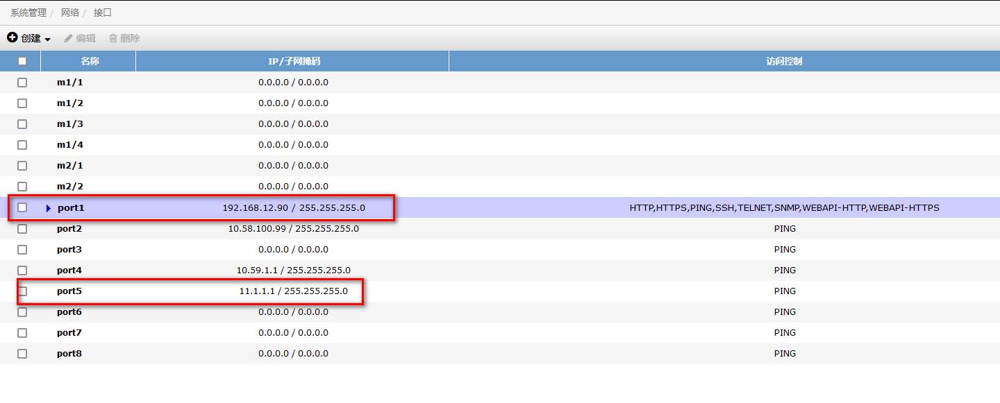 系统管理 / 网络 / 接口
创建 编辑 删除
名称 IP/子网掩码 访问控制
m1/1 0.0.0.0 / 0.0.0.0
m1/2 0.0.0.0 / 0.0.0.0
m1/3 0.0.0.0 / 0.0.0.0
m1/4 0.0.0.0 / 0.0.0.0
m2/1 0.0.0.0 / 0.0.0.0
m2/2 0.0.0.0 / 0.0.0.0
port1 192.168.12.90 / 255.255.255.0 HTTP,HTTPS,PING,SSH,TELNET,SNMP,WEBAPI-HTTP,WEBAPI-HTTPS
port2 10.58.100.99 / 255.255.255.0 PING
port3 0.0.0.0 / 0.0.0.0 PING
port4 10.59.1.1 / 255.255.255.0 PING
port5 11.1.1.1 / 255.255.255.0 PING
port6 0.0.0.0 / 0.0.0.0 PING
port7 0.0.0.0 / 0.0.0.0 PING
port8 0.0.0.0 / 0.0.0.0 PING